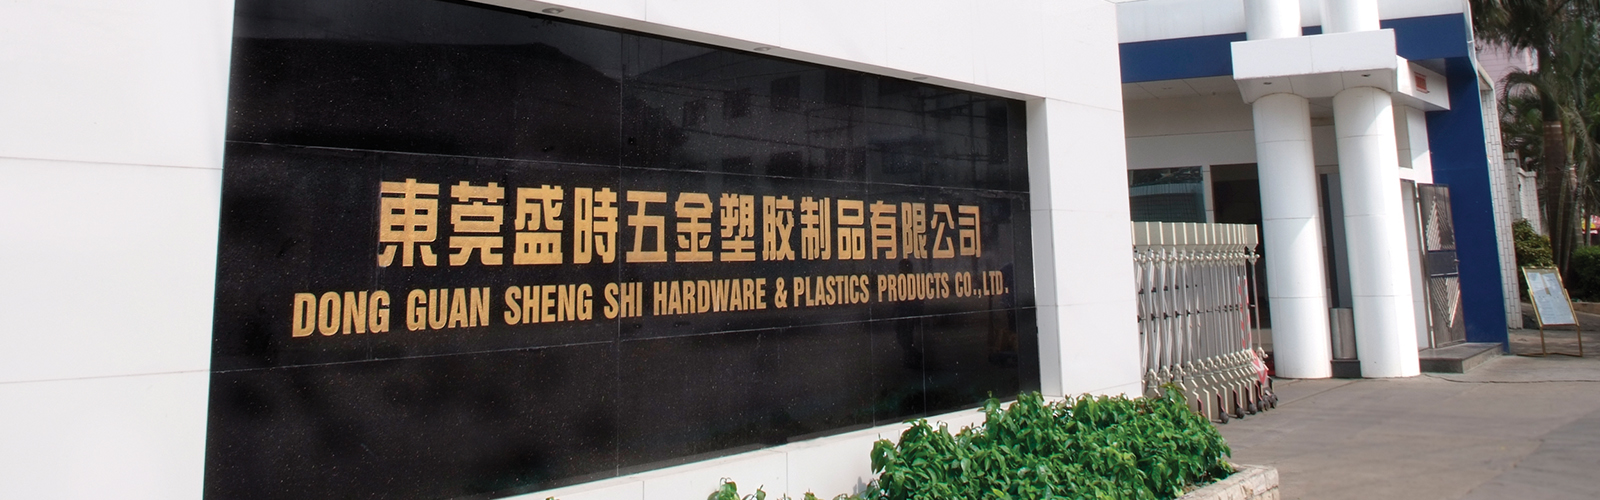 東莞盛時五金塑胶制品有限公司
DONG GUAN SHENG SHI HARDWARE & PLASTICS PRODUCTS CO.,LTD.